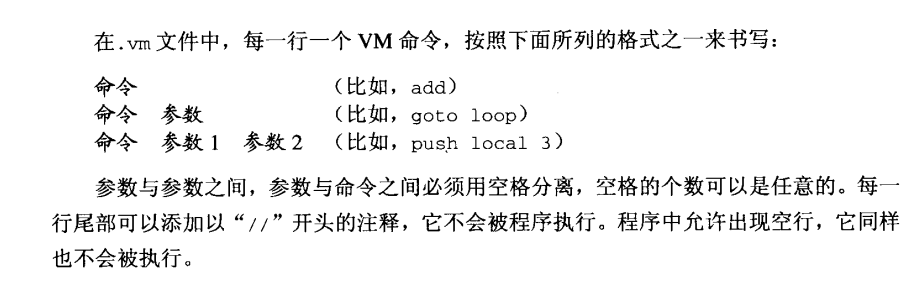 在.vm 文件中，每一行一个 VM 命令，按照下面所列的格式之一来书写：
命令 （比如，add）
命令 参数 （比如，goto loop）
命令 参数 1 参数 2 （比如，push local 3）
参数与参数之间，参数与命令之间必须用空格分离，空格的个数可以是任意的。每一
行尾部可以添加以“//”开头的注释，它不会被程序执行。程序中允许出现空行，它同样
也不会被执行。